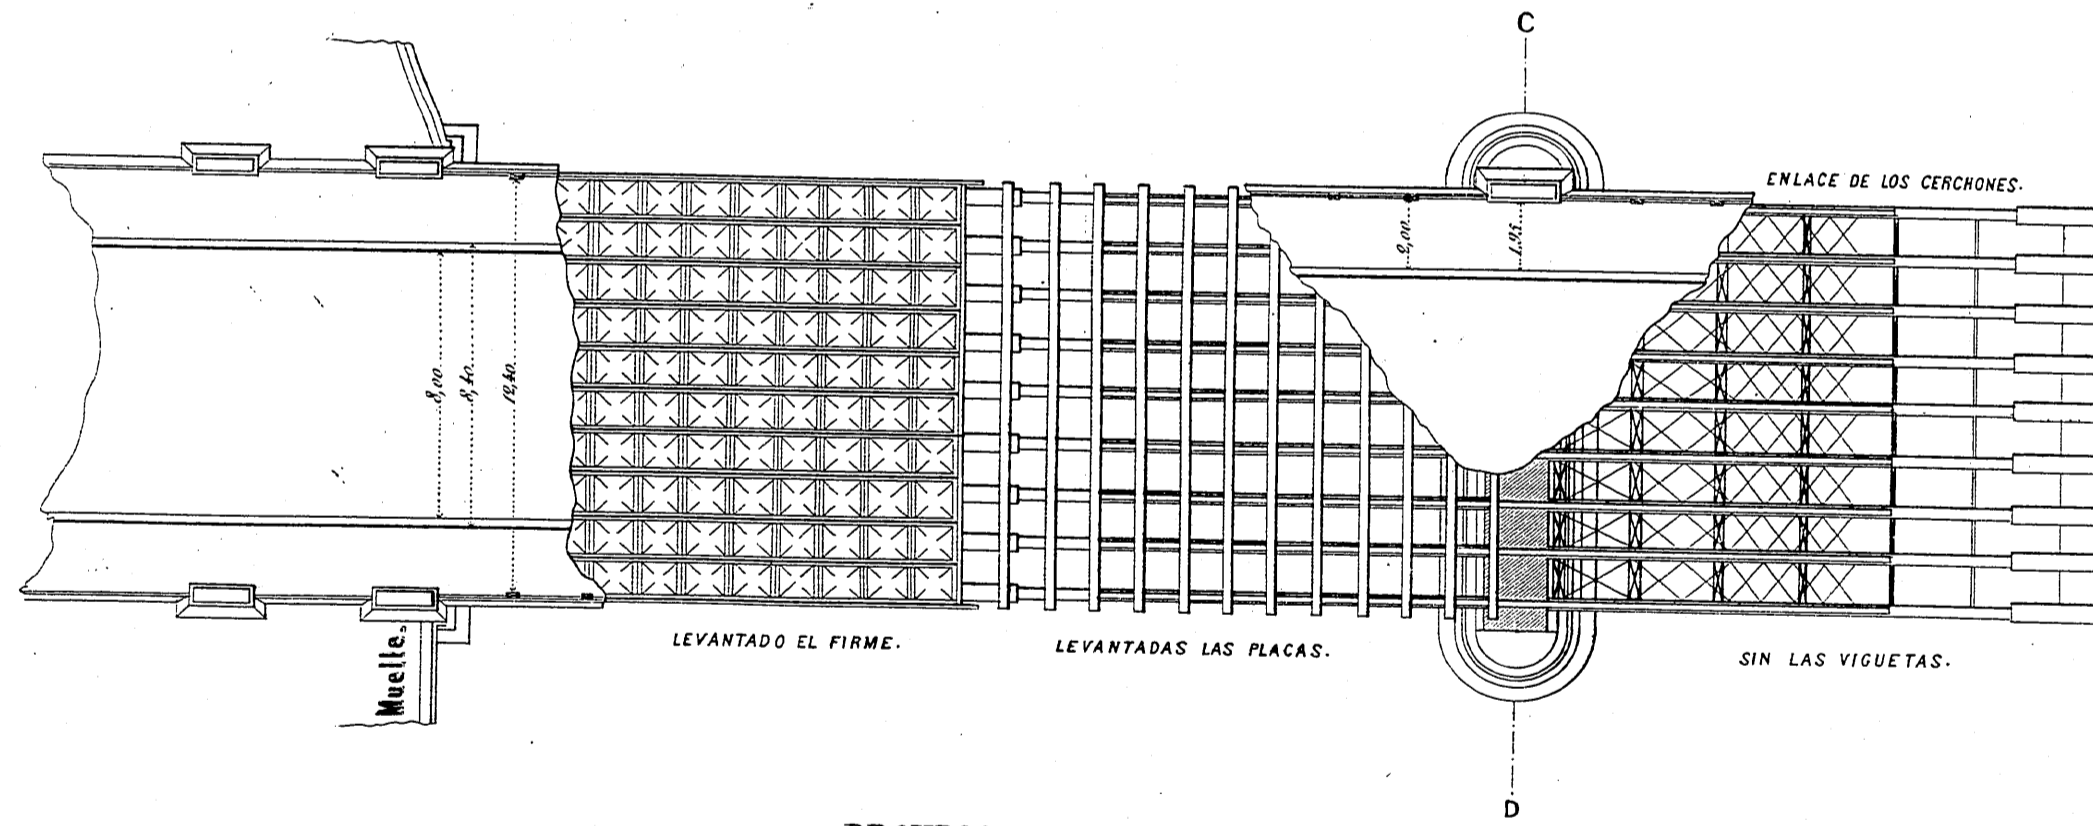 C
ENLACE DE LOS CERCHONES.
2,00.
1,95.
8,00.
8,40.
12,40.
LEVANTADO EL FIRME.
LEVANTADAS LAS PLACAS.
SIN LAS VIGUETAS.
Muelle.
D